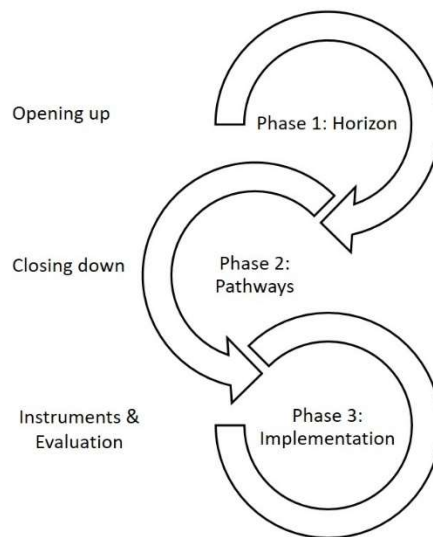 Opening up
Phase 1: Horizon
Closing down
Phase 2:
Pathways
Instruments &
Evaluation
Phase 3:
Implementation